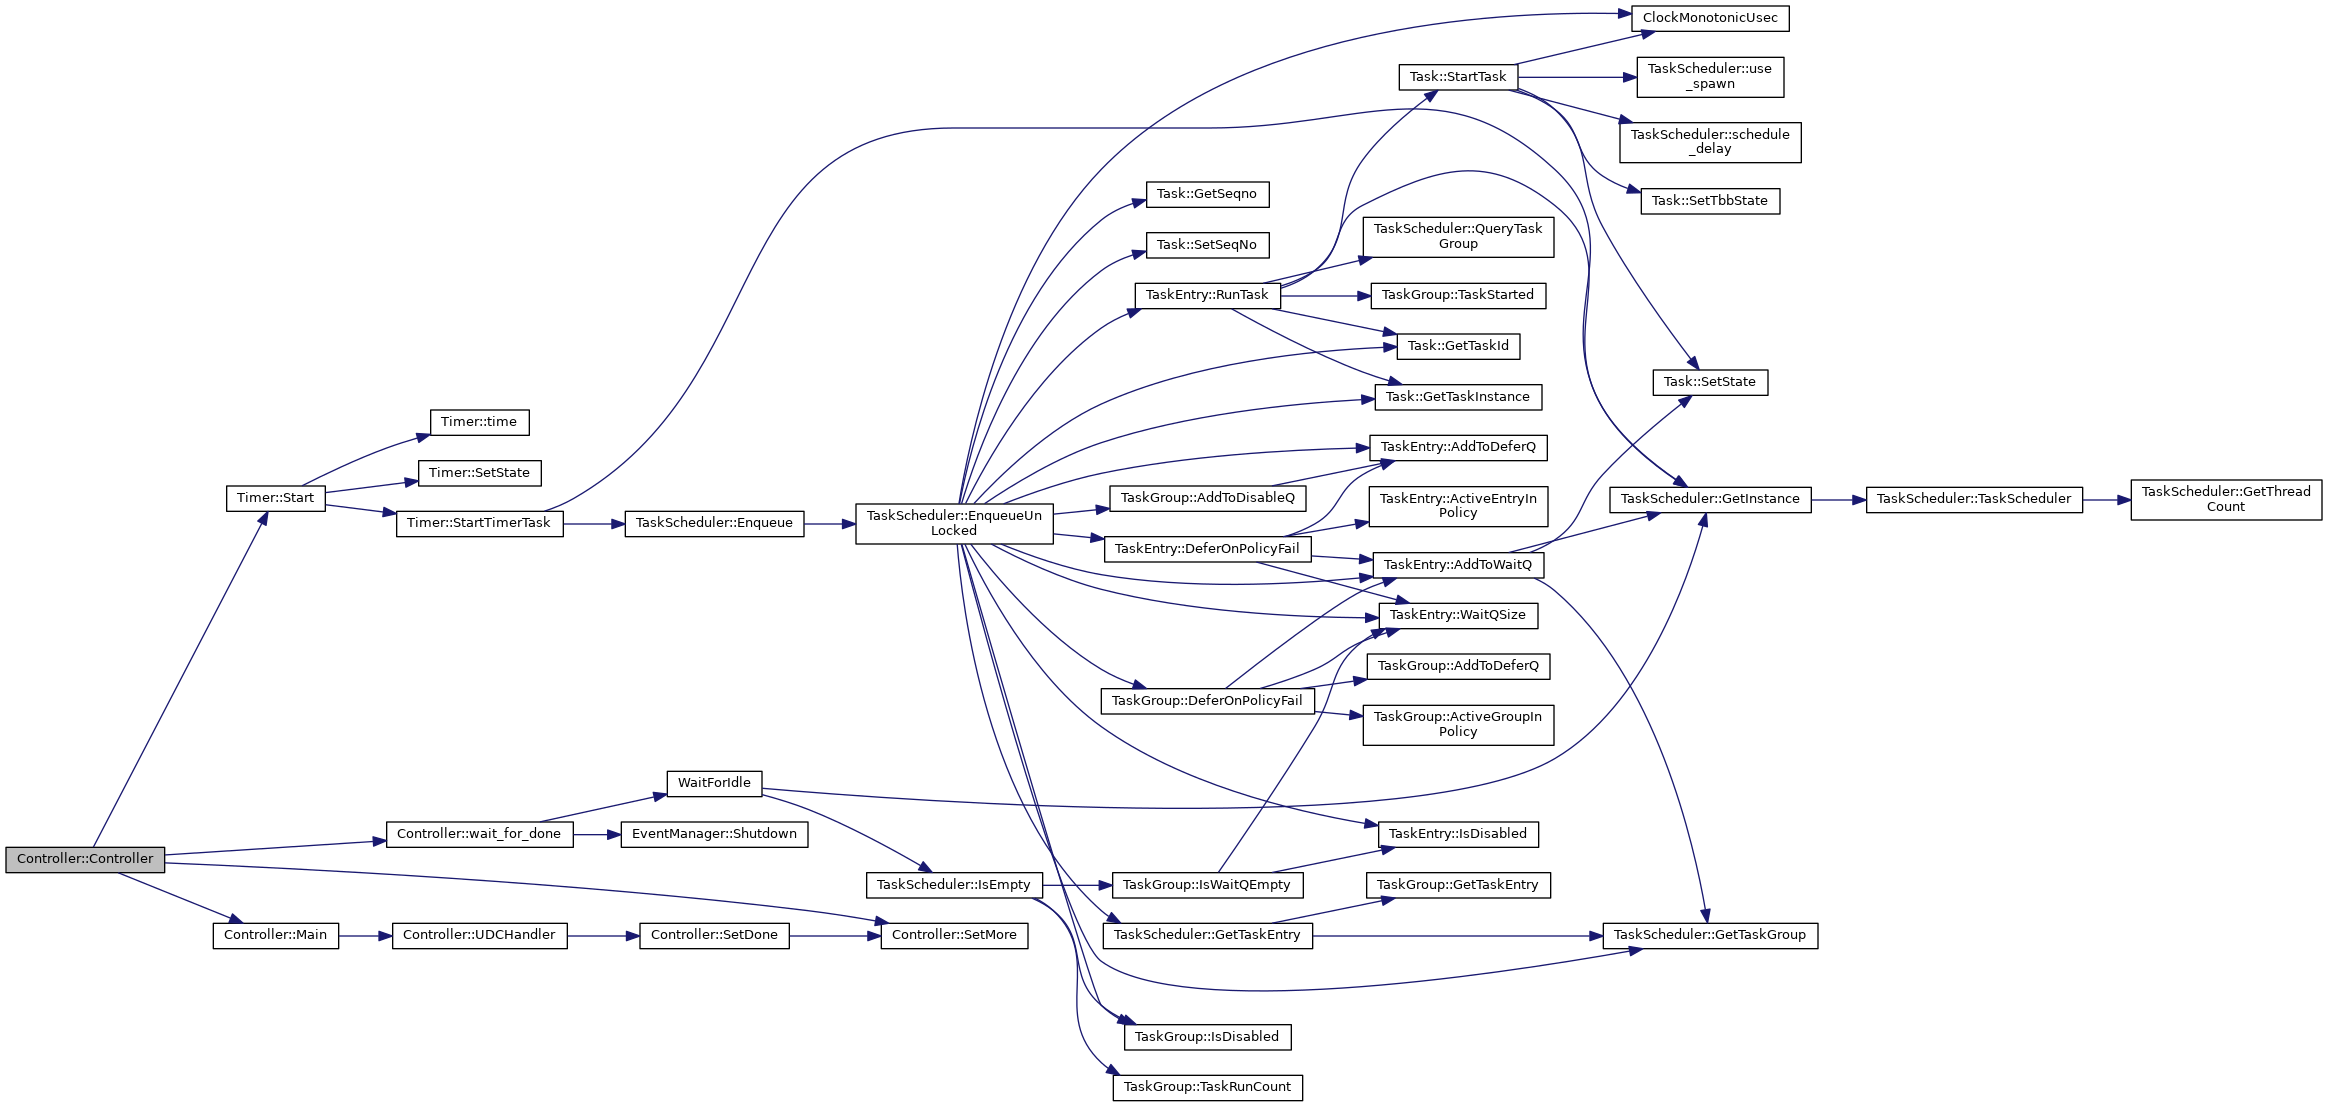 ClockMonotonicUsec
Task::StartTask
TaskScheduler::use
_spawn
TaskScheduler::schedule
_delay
Task::GetSeqno
Task::SetTbbState
TaskScheduler::QueryTask
Group
Task::SetSeqNo
TaskEntry::RunTask
TaskGroup::TaskStarted
Task::GetTaskId
Task::SetState
Task::GetTaskInstance
Timer::time
TaskEntry::AddToDeferQ
Timer::SetState
Timer::Start
TaskGroup::AddToDisableQ
TaskEntry::ActiveEntryIn
Policy
TaskScheduler::GetInstance
TaskScheduler::TaskScheduler
TaskScheduler::GetThread
Count
Timer::StartTimerTask
TaskScheduler::Enqueue
TaskScheduler::EnqueueUn
Locked
TaskEntry::DeferOnPolicyFail
TaskEntry::AddToWaitQ
TaskEntry::WaitQSize
TaskGroup::AddToDeferQ
TaskGroup::DeferOnPolicyFail
TaskGroup::ActiveGroupIn
Policy
WaitForIdle
Controller::wait_for_done
EventManager::Shutdown
TaskEntry::IsDisabled
Controller::Controller
TaskScheduler::IsEmpty
TaskGroup::IsWaitQEmpty
TaskGroup::GetTaskEntry
Controller::Main
Controller::UDCHandler
Controller::SetDone
Controller::SetMore
TaskScheduler::GetTaskEntry
TaskScheduler::GetTaskGroup
TaskGroup::IsDisabled
TaskGroup::TaskRunCount